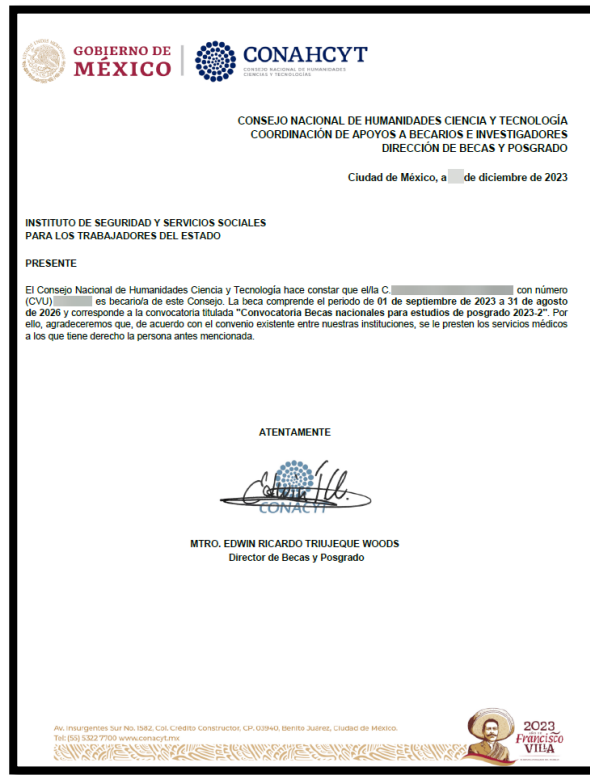 GOBIERNO DE
MÉXICO
CONAHCYT
CONSEJO NACIONAL DE HUMANIDADES
CIENCIAS Y TECNOLOGÍAS
CONSEJO NACIONAL DE HUMANIDADES CIENCIA Y TECNOLOGÍA
COORDINACIÓN DE APOYOS A BECARIOS E INVESTIGADORES
DIRECCIÓN DE BECAS Y POSGRADO
Ciudad de México, a de diciembre de 2023
INSTITUTO DE SEGURIDAD Y SERVICIOS SOCIALES
PARA LOS TRABAJADORES DEL ESTADO
PRESENTE
El Consejo Nacional de Humanidades Ciencia y Tecnología hace constar que el/la C. con número
(CVU) es becario/a de este Consejo. La beca comprende el periodo de 01 de septiembre de 2023 a 31 de agosto
de 2026 y corresponde a la convocatoria titulada "Convocatoria Becas nacionales para estudios de posgrado 2023-2". Por
ello, agradeceremos que, de acuerdo con el convenio existente entre nuestras instituciones, se le presten los servicios médicos
a los que tiene derecho la persona antes mencionada.
ATENTAMENTE
CONACYT
MTRO. EDWIN RICARDO TRIUJEQUE WOODS
Director de Becas y Posgrado
Av. Insurgentes Sur No. 1582, Col. Crédito Constructor, CP. 03940, Benito Juárez, Ciudad de México.
Tel: (55) 5322 7700 www.conacyt.mx
2023
Francisco
VILLA